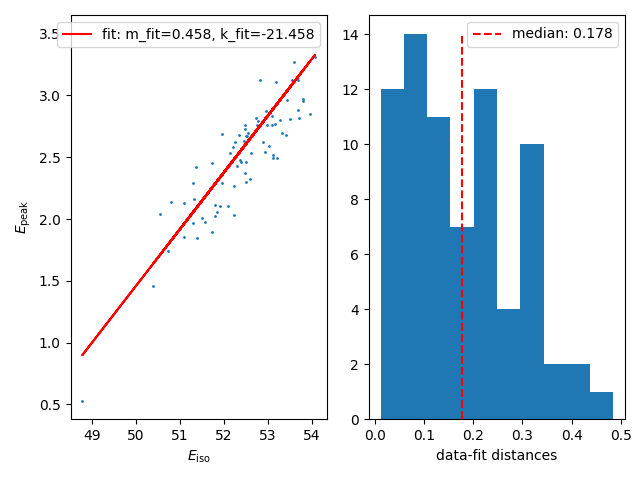 fit: m_fit=0.458, k_fit=-21.458
3.5
3.0
2.5
2.0
1.5
1.0
0.5
E_peak
49 50 51 52 53 54
E_iso
median: 0.178
14
12
10
8
6
4
2
0
0.0 0.1 0.2 0.3 0.4 0.5
data-fit distances